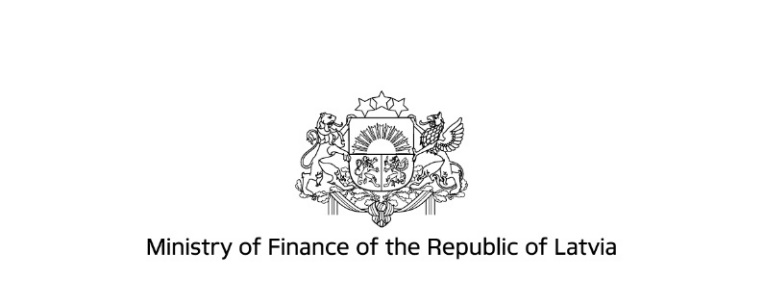 Ministry of Finance of the Republic of Latvia